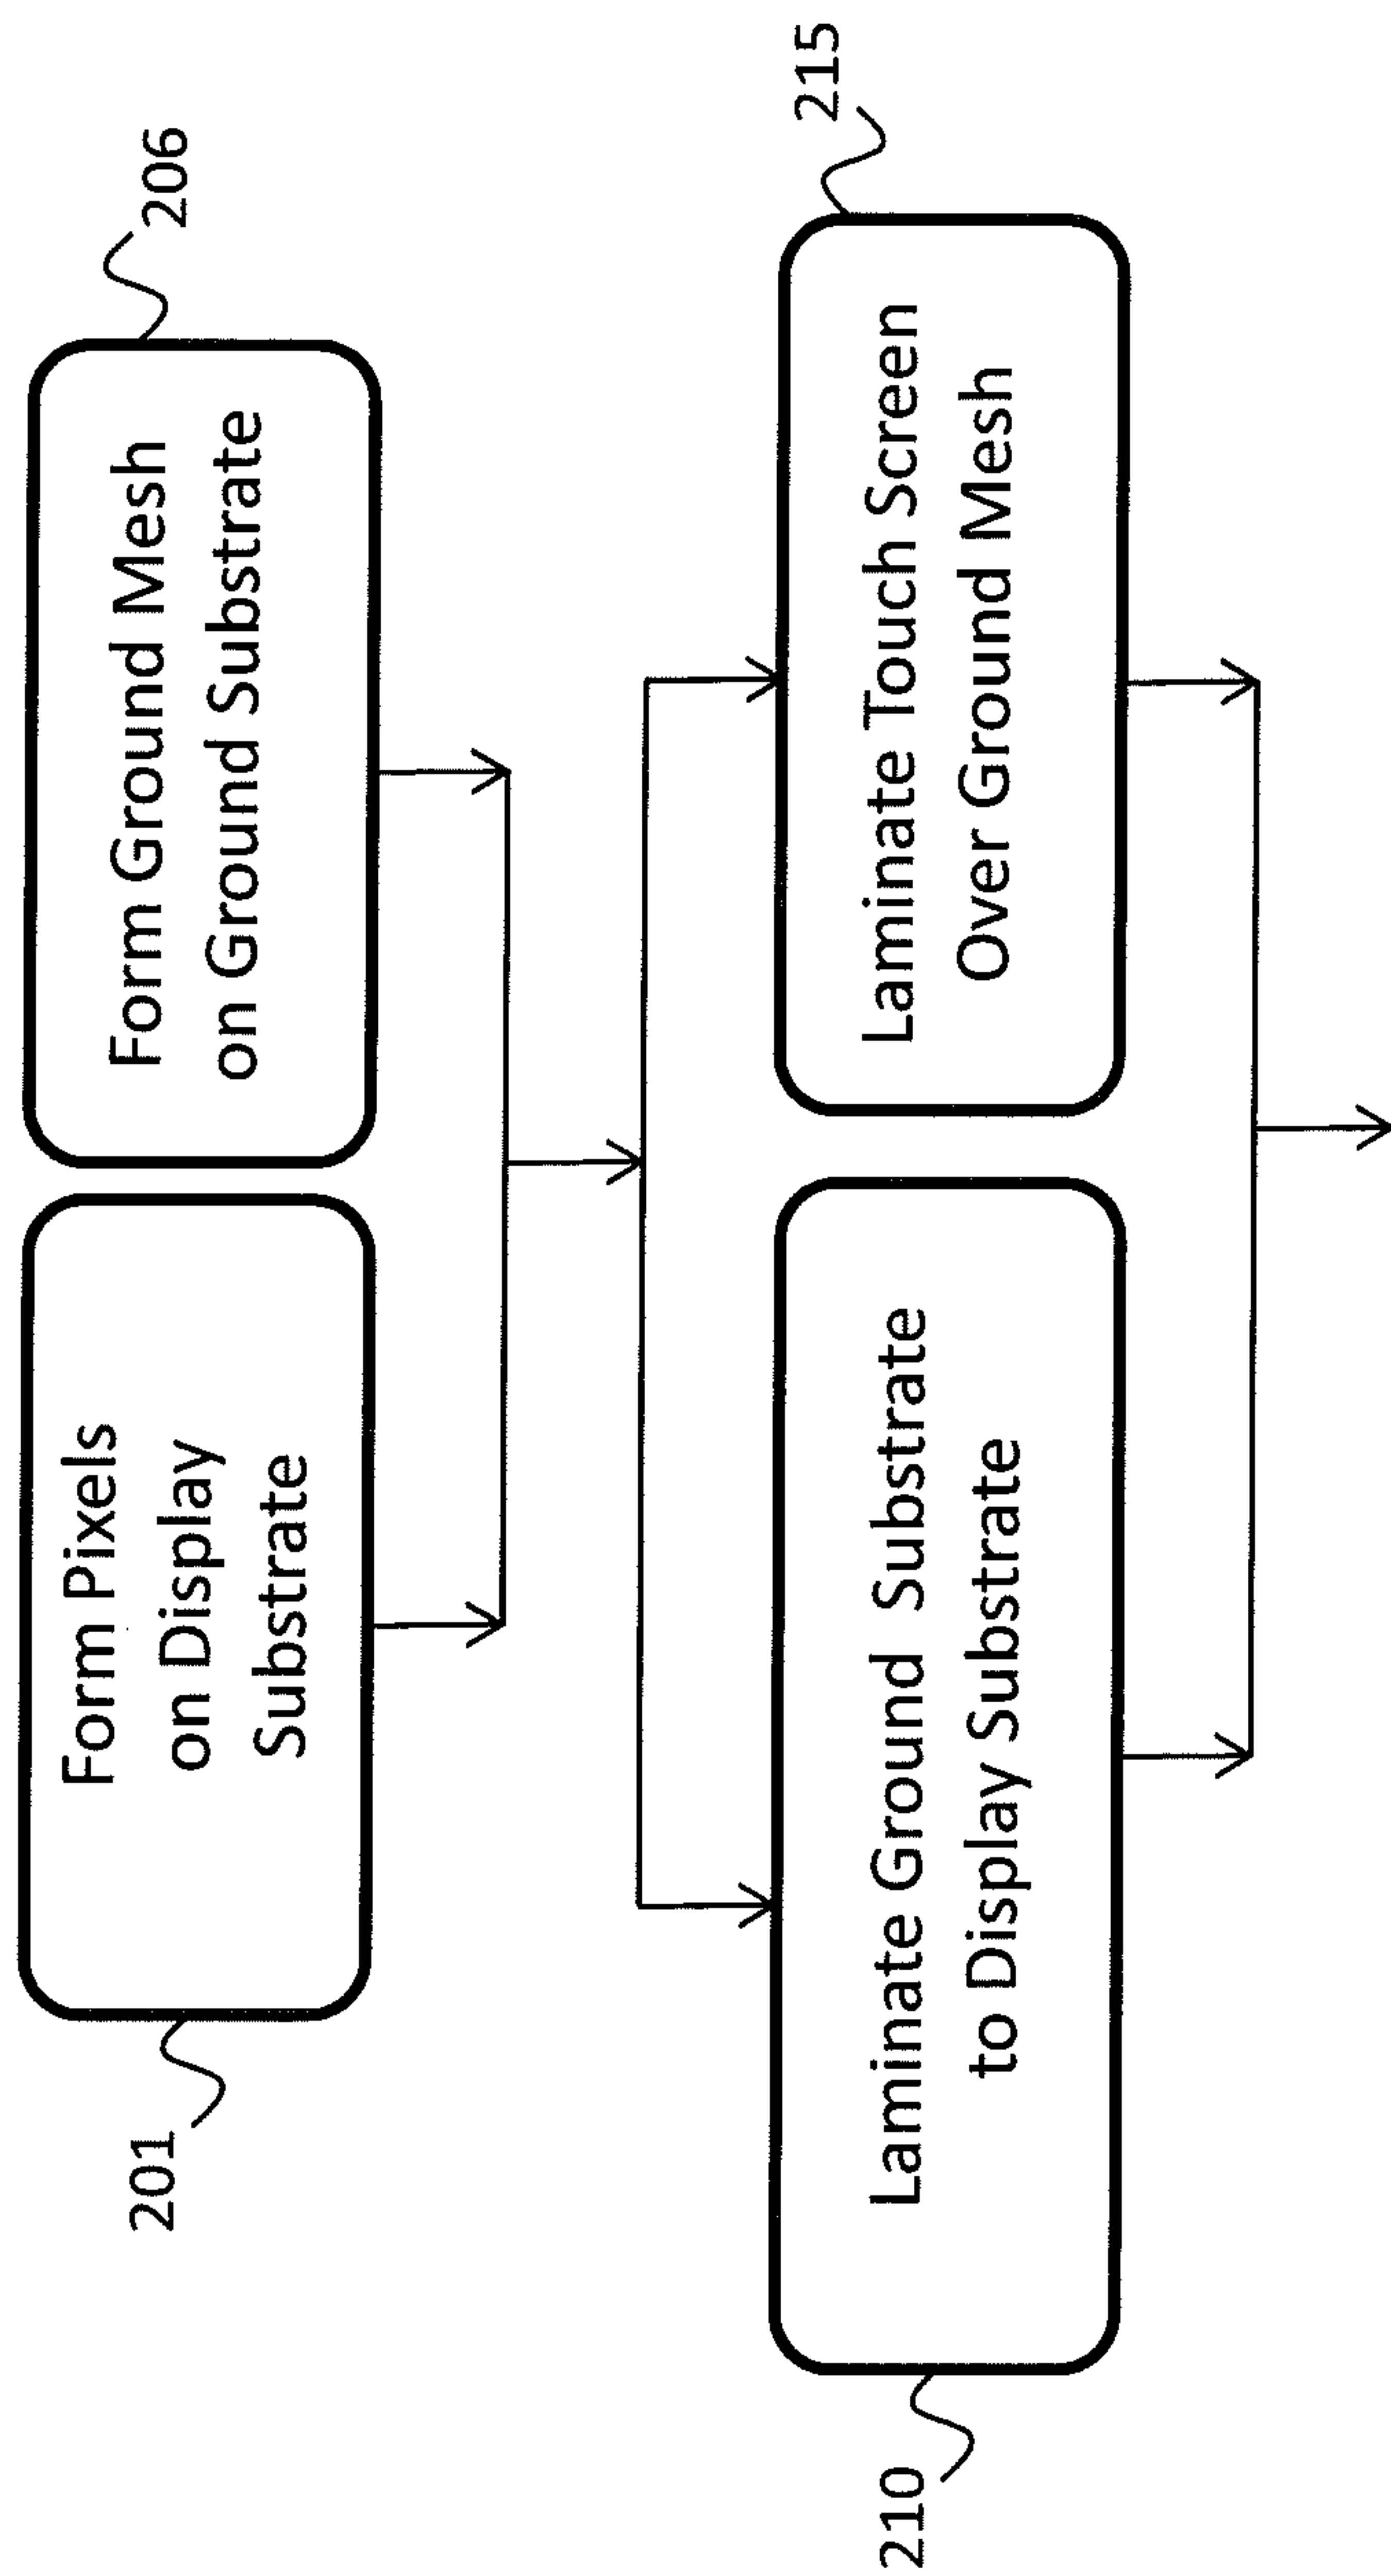 201
Form Pixels
on Display
Substrate
Form Ground Mesh
on Ground Substrate
206
210
Laminate Ground Substrate
to Display Substrate
Laminate Touch Screen
Over Ground Mesh
215